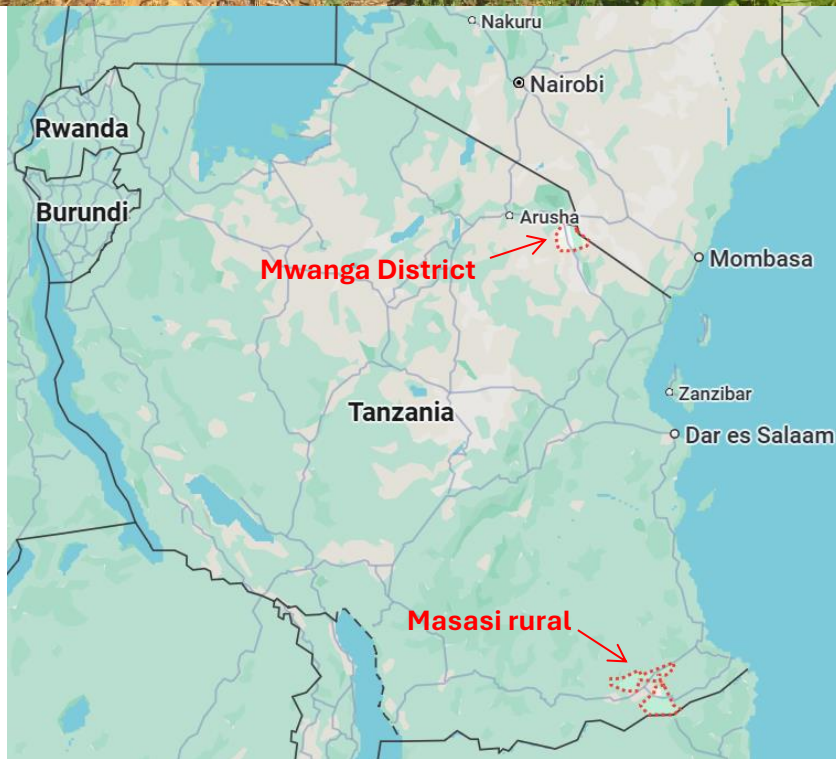 Nakuru
Nairobi
Rwanda
Burundi
Arusha
Mwanga District
Mombasa
Tanzania
Zanzibar
Dar es Salaam
Masasi rural